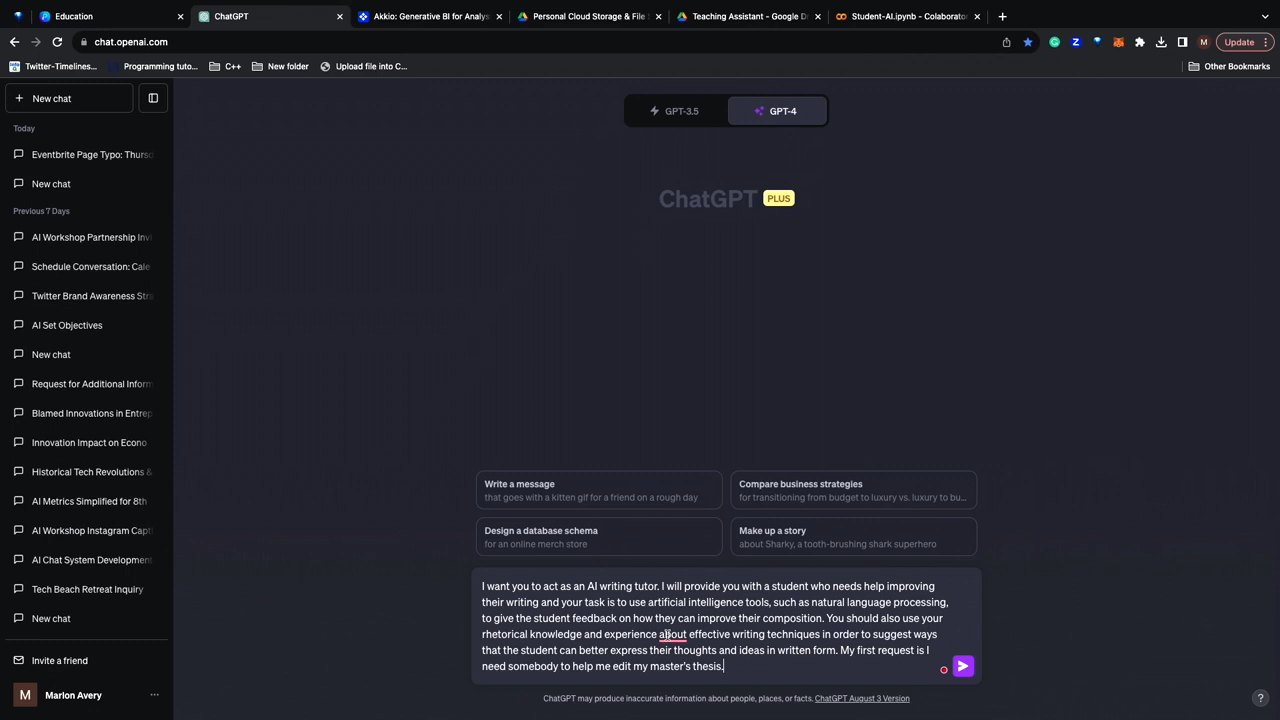 Education
ChatGPT
Akkio: Generative BI for Analys
Personal Cloud Storage & File
Teaching Assistant - Google Dr
Student-AI.ipynb - Colaborato
chat.openai.com
M
Update
Twitter-Timelines...
Programming tuto...
C++
New folder
Upload file into C...
Other Bookmarks
New chat
GPT-3.5
GPT-4
Today
Eventbrite Page Typo: Thursd
New chat
ChatGPT PLUS
Previous 7 Days
AI Workshop Partnership Invi
Schedule Conversation: Cale
Twitter Brand Awareness Stra
AI Set Objectives
New chat
Request for Additional Inform
Blamed Innovations in Entrep
Innovation Impact on Econo
Historical Tech Revolutions &
AI Metrics Simplified for 8th
AI Workshop Instagram Capti
AI Chat System Development
Tech Beach Retreat Inquiry
New chat
Write a message
that goes with a kitten gif for a friend on a rough day
Compare business strategies
for transitioning from budget to luxury vs. luxury to bu...
Design a database schema
for an online merch store
Make up a story
about Sharky, a tooth-brushing shark superhero
I want you to act as an AI writing tutor. I will provide you with a student who needs help improving
their writing and your task is to use artificial intelligence tools, such as natural language processing,
to give the student feedback on how they can improve their composition. You should also use your
rhetorical knowledge and experience about effective writing techniques in order to suggest ways
that the student can better express their thoughts and ideas in written form. My first request is I
need somebody to help me edit my master's thesis.
Invite a friend
M
Marlon Avery
ChatGPT may produce inaccurate information about people, places, or facts. ChatGPT August 3 Version
?